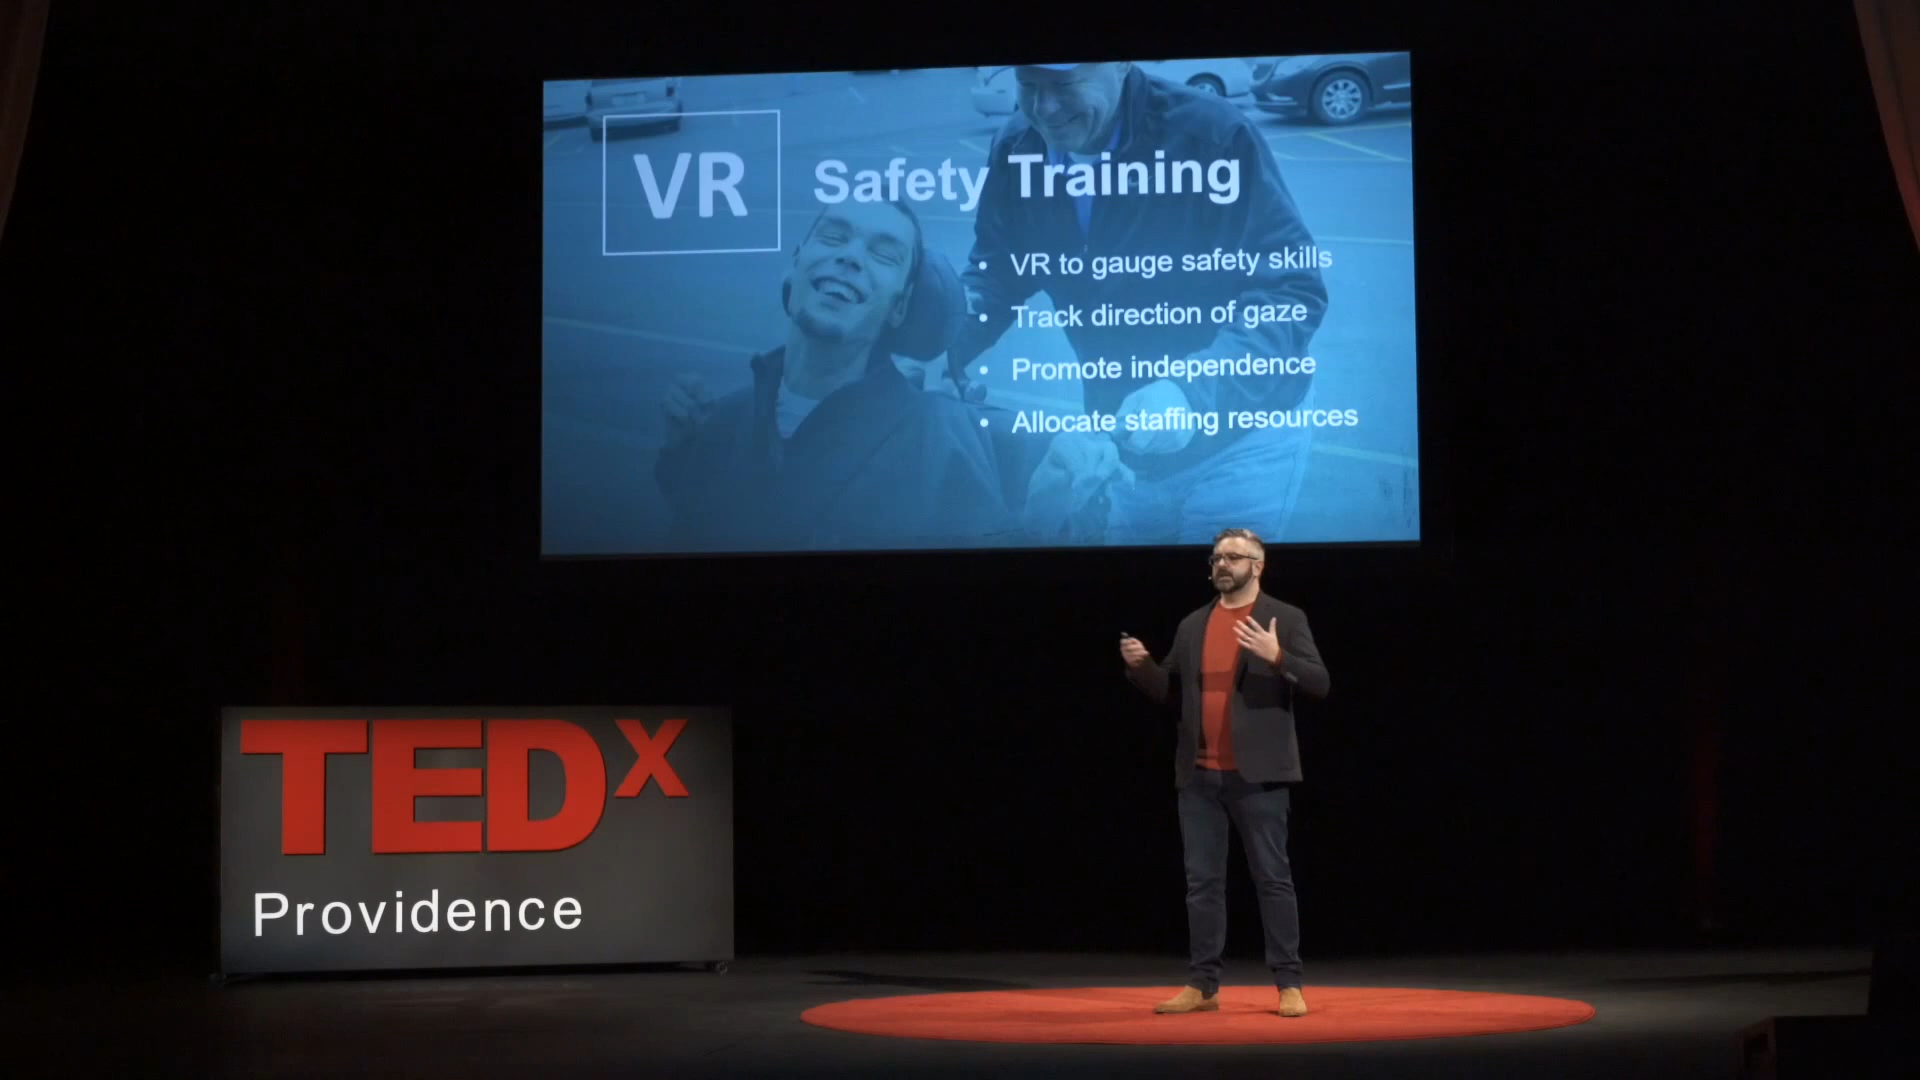 VR
Safety Training
• VR to gauge safety skills
• Track direction of gaze
• Promote independence
• Allocate staffing resources
TEDx
Providence